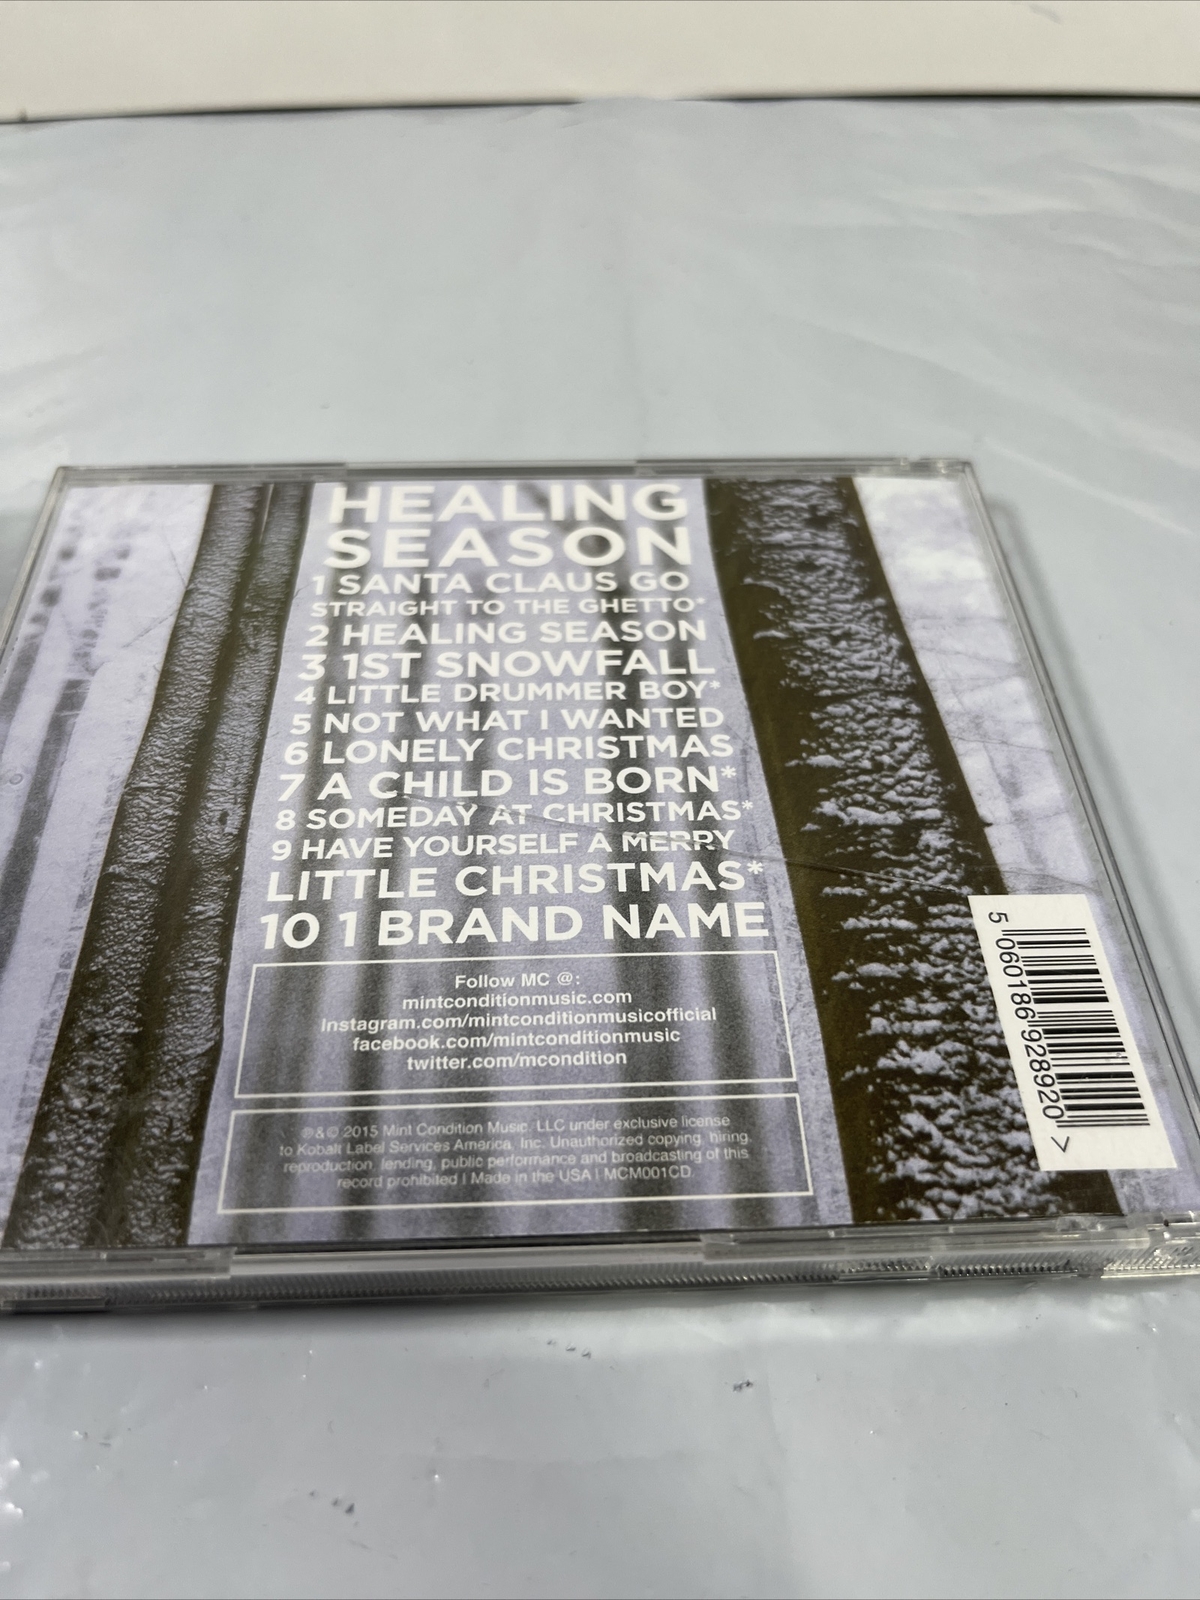 HEALING
SEASON
1 SANTA CLAUS GO
STRAIGHT TO THE GHETTO*
2 HEALING SEASON
3 1ST SNOWFALL
4 LITTLE DRUMMER BOY*
5 NOT WHAT I WANTED
6 LONELY CHRISTMAS
7 A CHILD IS BORN*
8 SOMEDAY AT CHRISTMAS*
9 HAVE YOURSELF A MERRY
LITTLE CHRISTMAS*
10 1 BRAND NAME
Follow MC @:
mintconditionmusic.com
Instagram.com/mintconditionmusicofficial
facebook.com/mintconditionmusic
twitter.com/mcondition
℗&© 2015 Mint Condition Music, LLC under exclusive license
to Kobalt Label Services America, Inc. Unauthorized copying, hiring,
reproduction, lending, public performance and broadcasting of this
record prohibited | Made in the USA | MCM001CD.
5 060186 928920 >